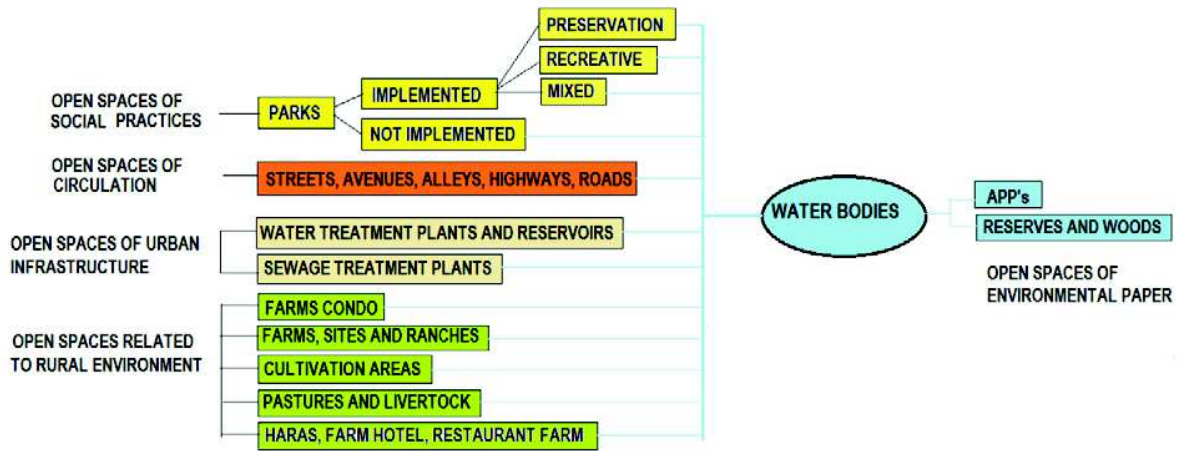 PRESERVATION
RECREATIVE
MIXED
IMPLEMENTED
OPEN SPACES OF
SOCIAL PRACTICES
PARKS
NOT IMPLEMENTED
OPEN SPACES OF
CIRCULATION
STREETS, AVENUES, ALLEYS, HIGHWAYS, ROADS
OPEN SPACES OF URBAN
INFRASTRUCTURE
WATER TREATMENT PLANTS AND RESERVOIRS
SEWAGE TREATMENT PLANTS
OPEN SPACES RELATED
TO RURAL ENVIRONMENT
FARMS CONDO
FARMS, SITES AND RANCHES
CULTIVATION AREAS
PASTURES AND LIVERTOCK
HARAS, FARM HOTEL, RESTAURANT FARM
WATER BODIES
APP's
RESERVES AND WOODS
OPEN SPACES OF
ENVIRONMENTAL PAPER